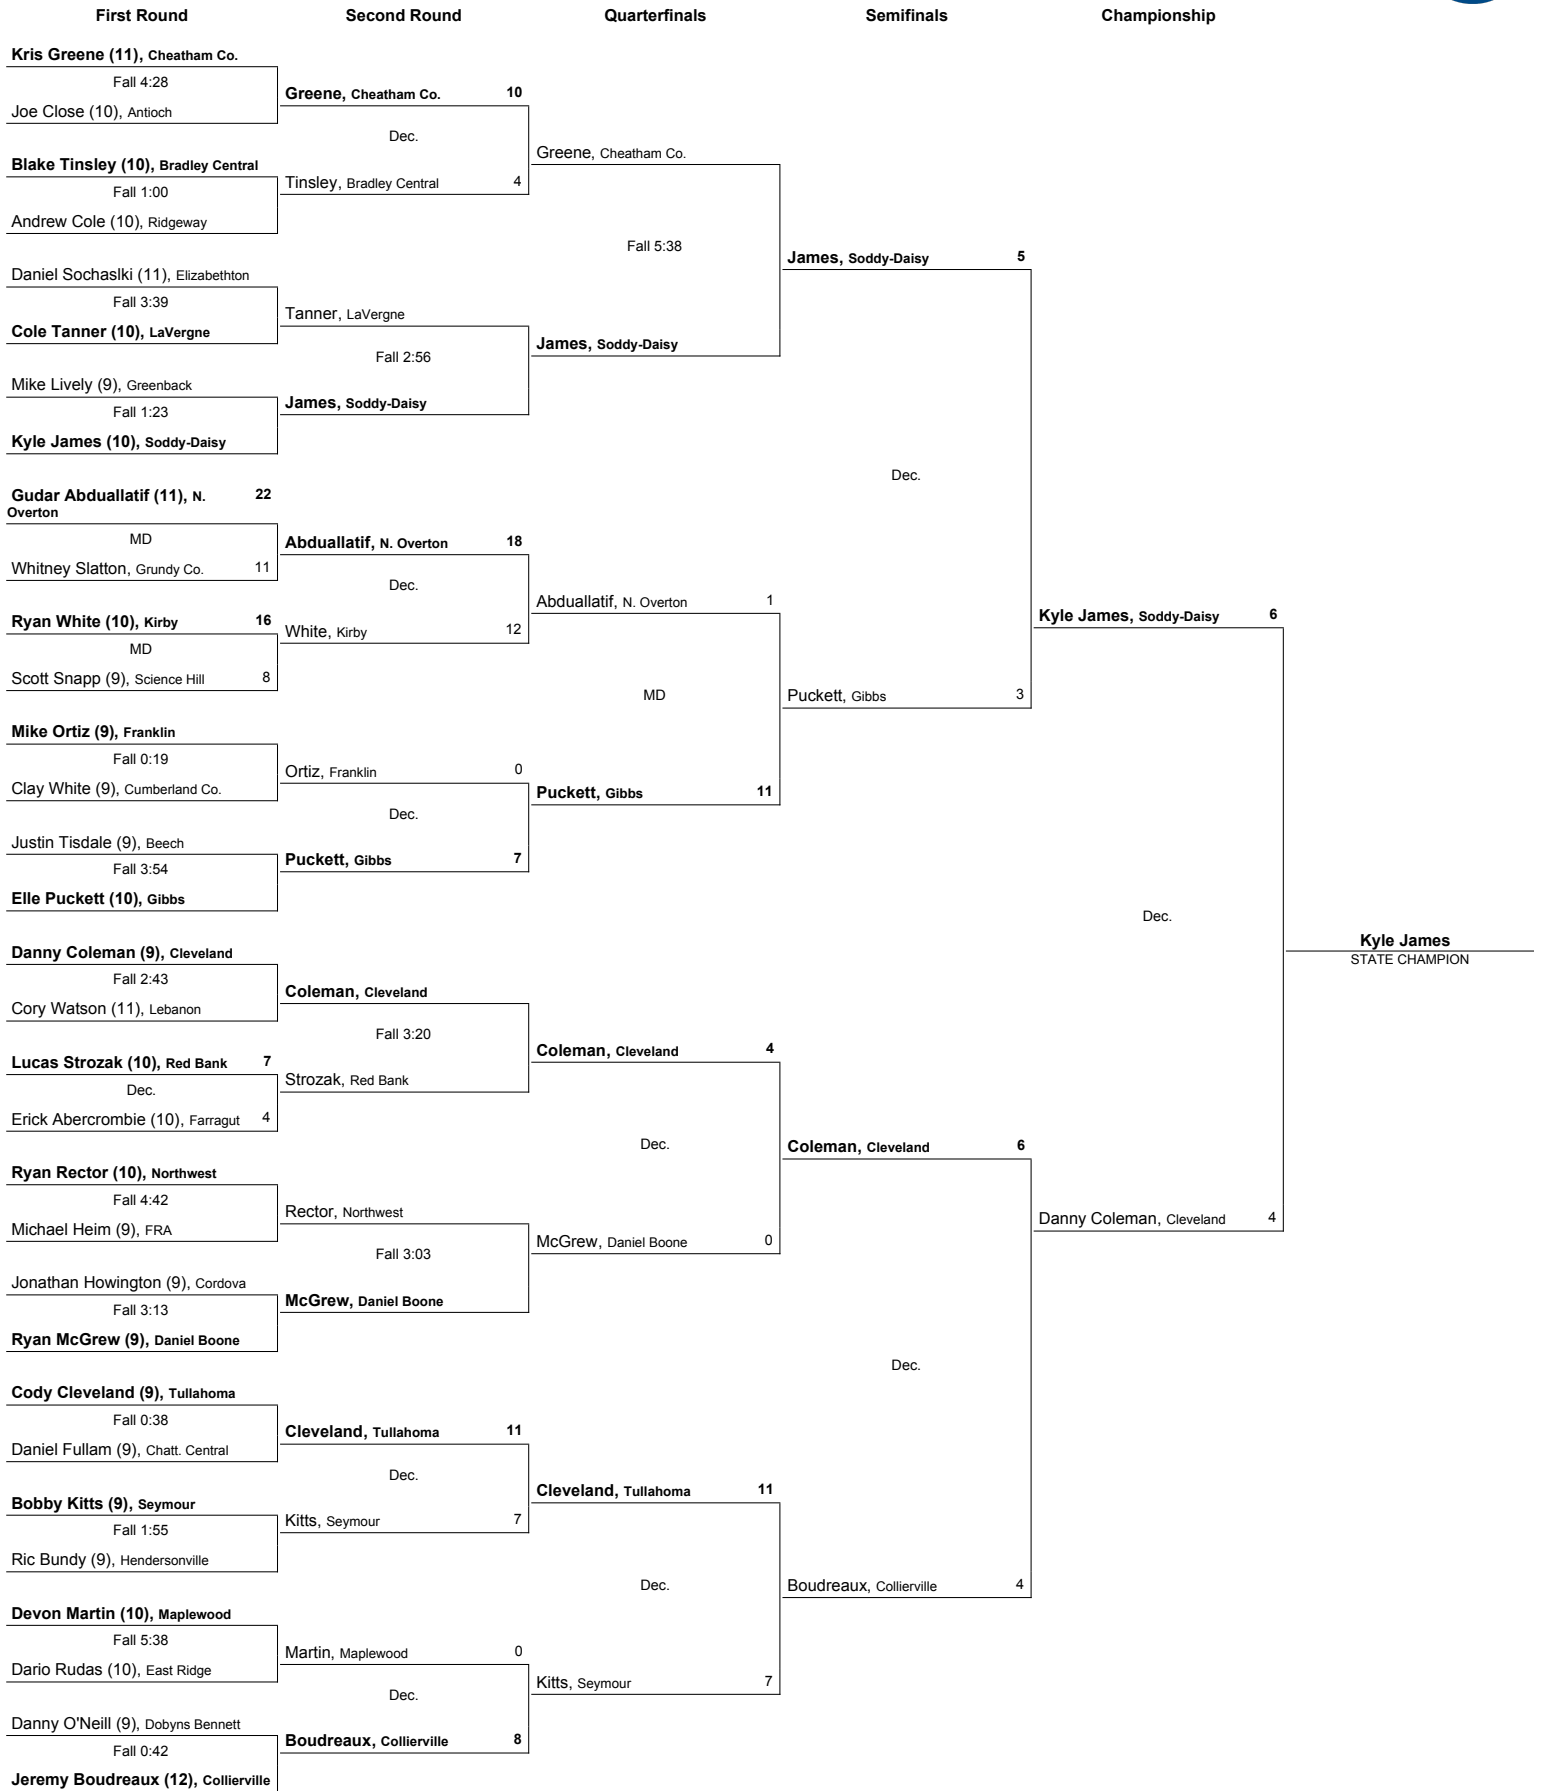 First Round Second Round Quarterfinals Semifinals Championship
Kris Greene (11), Cheatham Co.
Fall 4:28
Joe Close (10), Antioch
Blake Tinsley (10), Bradley Central
Fall 1:00
Andrew Cole (10), Ridgeway
Daniel Sochaslki (11), Elizabethton
Fall 3:39
Cole Tanner (10), LaVergne
Mike Lively (9), Greenback
Fall 1:23
Kyle James (10), Soddy-Daisy
Gudar Abduallatif (11), N. 22
Overton
MD
Whitney Slatton, Grundy Co. 11
Ryan White (10), Kirby 16
MD
Scott Snapp (9), Science Hill 8
Mike Ortiz (9), Franklin
Fall 0:19
Clay White (9), Cumberland Co.
Justin Tisdale (9), Beech
Fall 3:54
Elle Puckett (10), Gibbs
Danny Coleman (9), Cleveland
Fall 2:43
Cory Watson (11), Lebanon
Lucas Strozak (10), Red Bank 7
Dec.
Erick Abercrombie (10), Farragut 4
Ryan Rector (10), Northwest
Fall 4:42
Michael Heim (9), FRA
Jonathan Howington (9), Cordova
Fall 3:13
Ryan McGrew (9), Daniel Boone
Cody Cleveland (9), Tullahoma
Fall 0:38
Daniel Fullam (9), Chatt. Central
Bobby Kitts (9), Seymour
Fall 1:55
Ric Bundy (9), Hendersonville
Devon Martin (10), Maplewood
Fall 5:38
Dario Rudas (10), East Ridge
Danny O'Neill (9), Dobyns Bennett
Fall 0:42
Jeremy Boudreaux (12), Collierville
Greene, Cheatham Co. 10
Dec.
Tinsley, Bradley Central 4
Tanner, LaVergne
Fall 2:56
James, Soddy-Daisy
Abduallatif, N. Overton 18
Dec.
White, Kirby 12
Ortiz, Franklin 0
Dec.
Puckett, Gibbs 7
Coleman, Cleveland
Fall 3:20
Strozak, Red Bank
Rector, Northwest
Fall 3:03
McGrew, Daniel Boone
Cleveland, Tullahoma 11
Dec.
Kitts, Seymour 7
Martin, Maplewood 0
Dec.
Boudreaux, Collierville 8
Greene, Cheatham Co.
Fall 5:38
James, Soddy-Daisy
Abduallatif, N. Overton 1
MD
Puckett, Gibbs 11
Coleman, Cleveland 4
Dec.
McGrew, Daniel Boone 0
Cleveland, Tullahoma 11
Dec.
Kitts, Seymour 7
James, Soddy-Daisy 5
Dec.
Puckett, Gibbs 3
Coleman, Cleveland 6
Dec.
Boudreaux, Collierville 4
Kyle James, Soddy-Daisy 6
Dec.
Danny Coleman, Cleveland 4
Kyle James
STATE CHAMPION